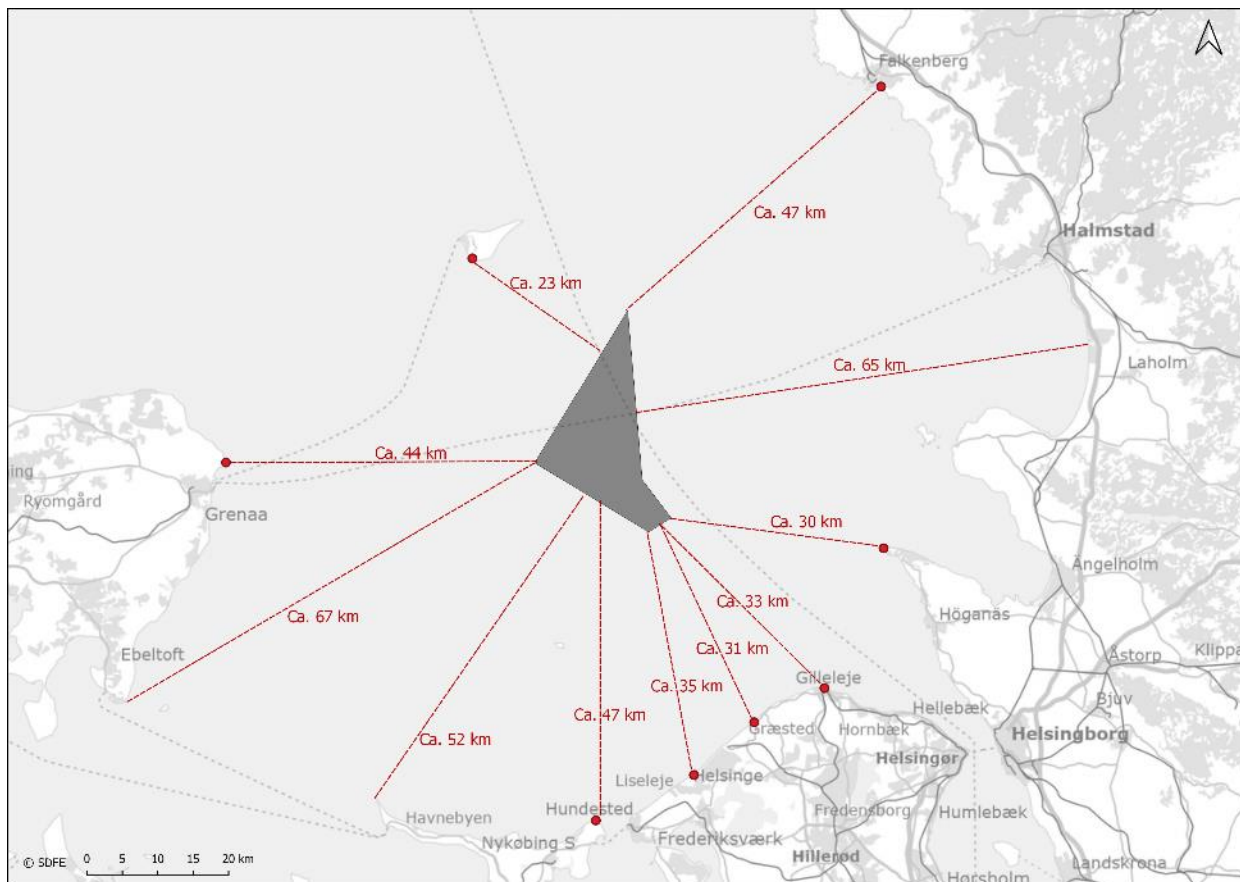 Falkenberg
Ca. 47 km
Halmstad
Ca. 23 km
Ca. 65 km
Laholm
Ca. 44 km
ing
Ryomgård
Grenaa
Ca. 30 km
Ängelholm
Ca. 67 km
Ca. 33 km
Höganäs
Ca. 31 km
Ebeltoft
Åstorp
Klippa
Gilleleje
Ca. 35 km
Bjuv
Hellebæk
Ca. 47 km
Græsted
Hornbæk
Helsingborg
Ca. 52 km
Helsingør
Liseleje
Helsinge
Hundested
Fredensborg
Humlebæk
Havnebyen
Nykøbing S
Frederiksværk
Hillerød
Landskrona
© SDFE
0 5 10 15 20 km
Hørsholm